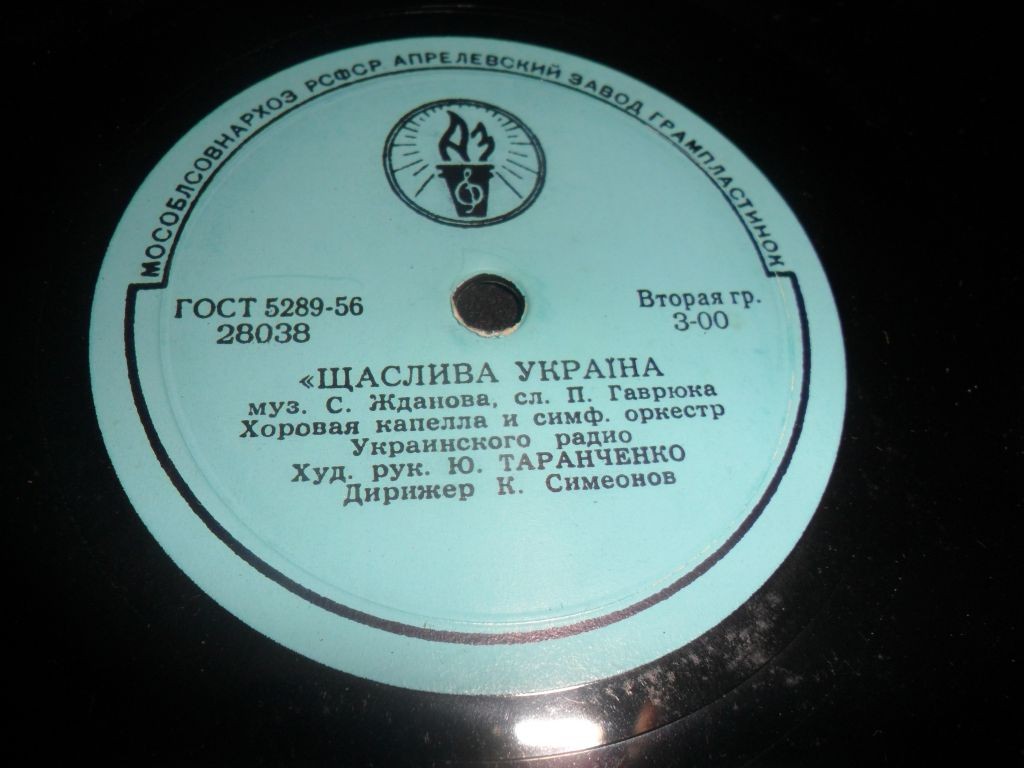 МОСОБЛСОВНАРХОЗ РСФСР АПРЕЛЕВСКИЙ ЗАВОД ГРАМПЛАСТИНОК
АЗ
ГОСТ 5289-56
28038
Вторая гр.
3-00
«ЩАСЛИВА УКРАЇНА
муз. С. Жданова, сл. П. Гаврюка
Хоровая капелла и симф. оркестр
Украинского радио
Худ. рук. Ю. ТАРАНЧЕНКО
Дирижер К. Симеонов